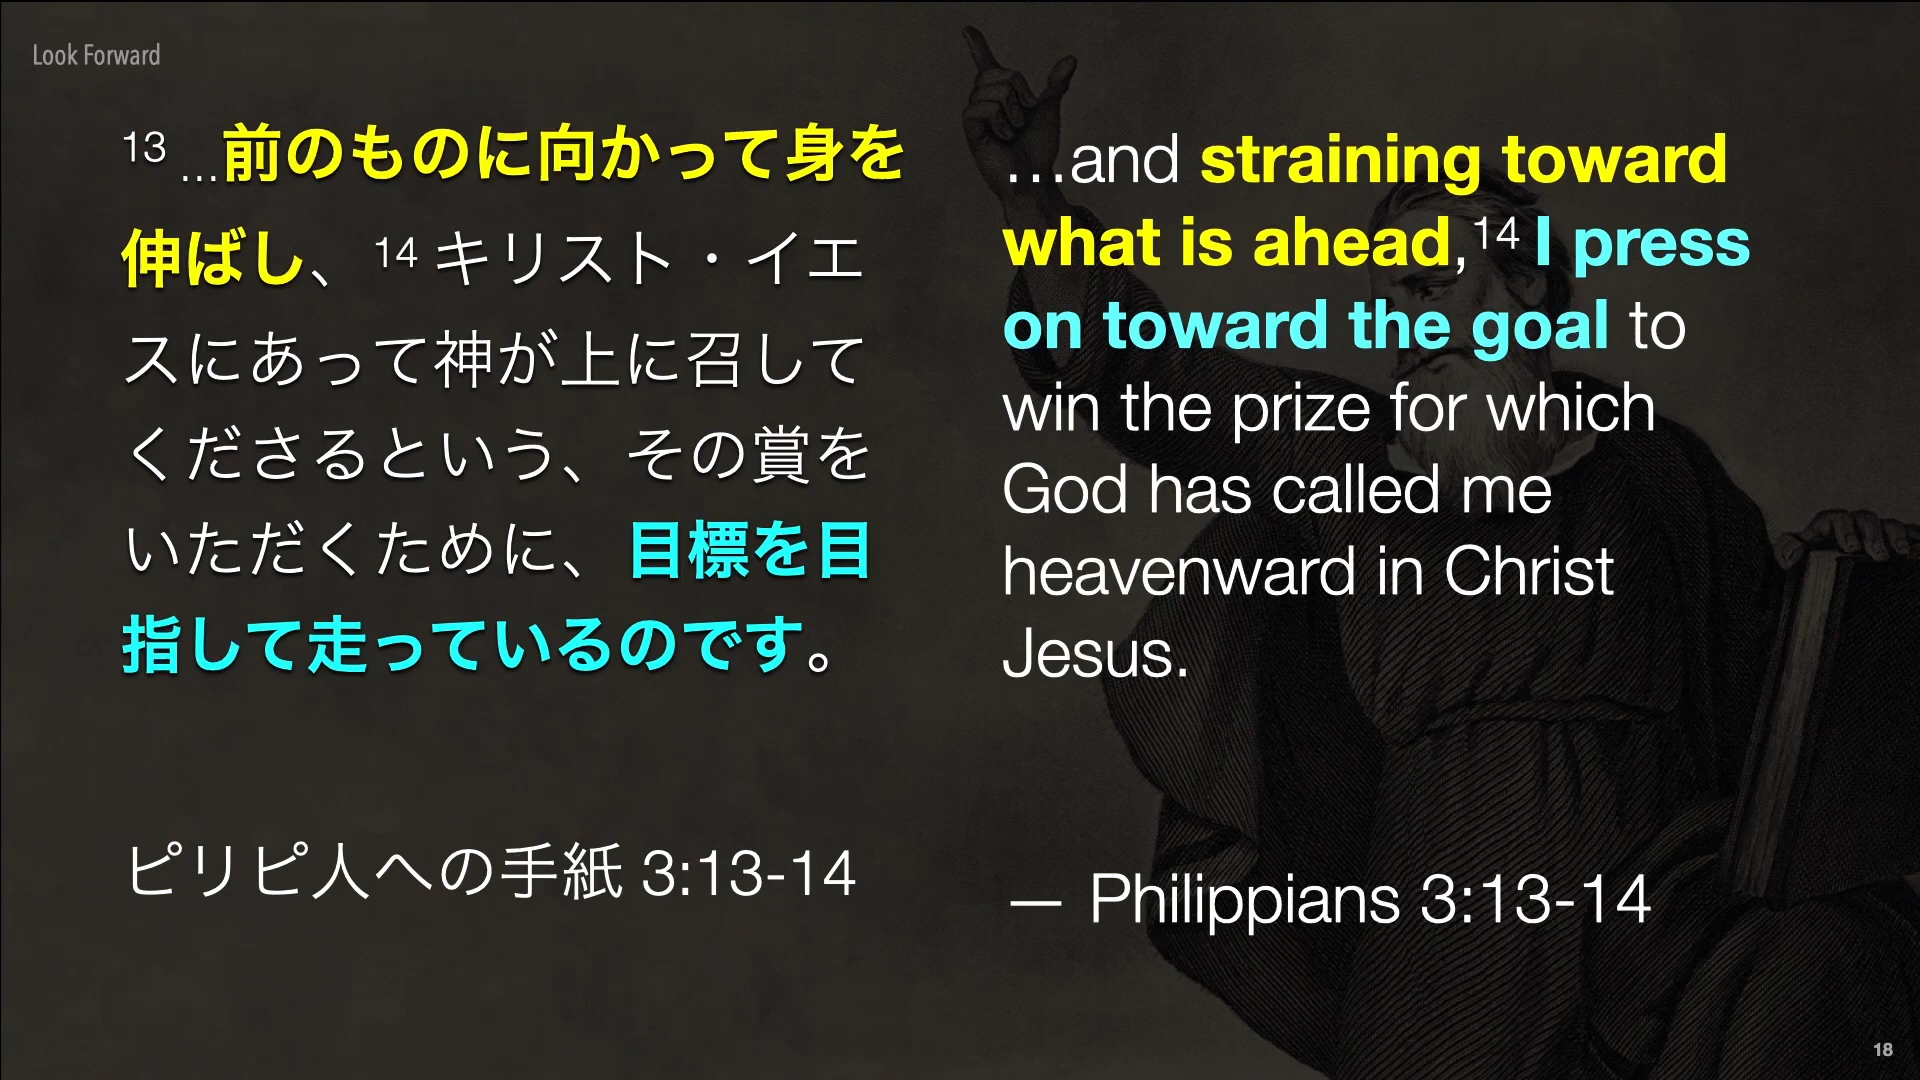 Look Forward
13 …前のものに向かって身を
伸ばし、14 キリスト・イエ
スにあって神が上に召して
くださるという、その賞を
いただくために、目標を目
指して走っているのです。
ピリピ人への手紙 3:13-14
…and straining toward
what is ahead,14 I press
on toward the goal to
win the prize for which
God has called me
heavenward in Christ
Jesus.
— Philippians 3:13-14
18